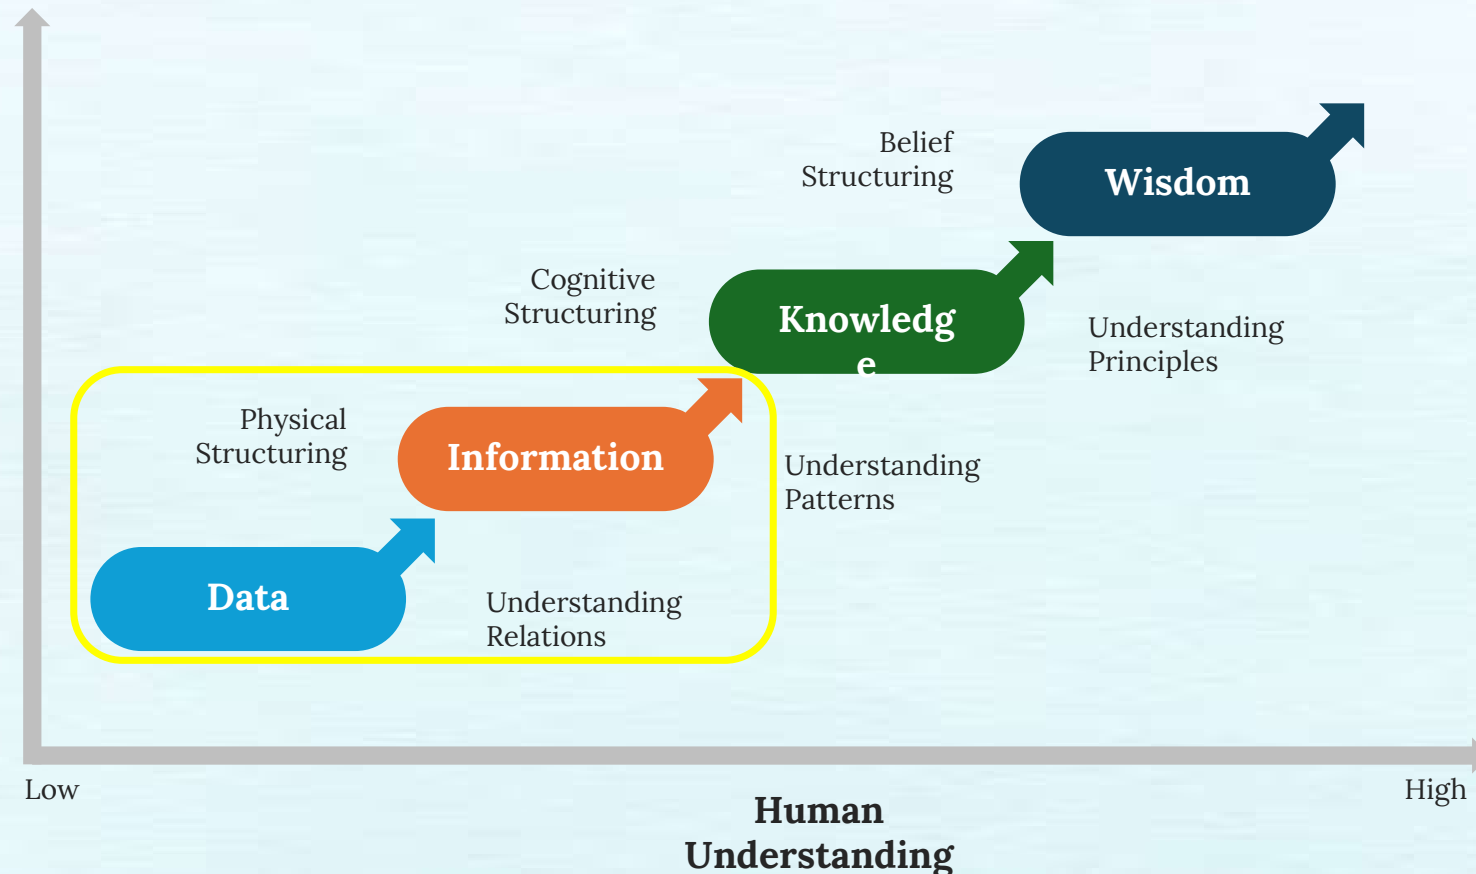 Belief
Structuring
Wisdom
Cognitive
Structuring
Knowledg
e
Understanding
Principles
Physical
Structuring
Information
Understanding
Patterns
Data
Understanding
Relations
Low
High
Human
Understanding